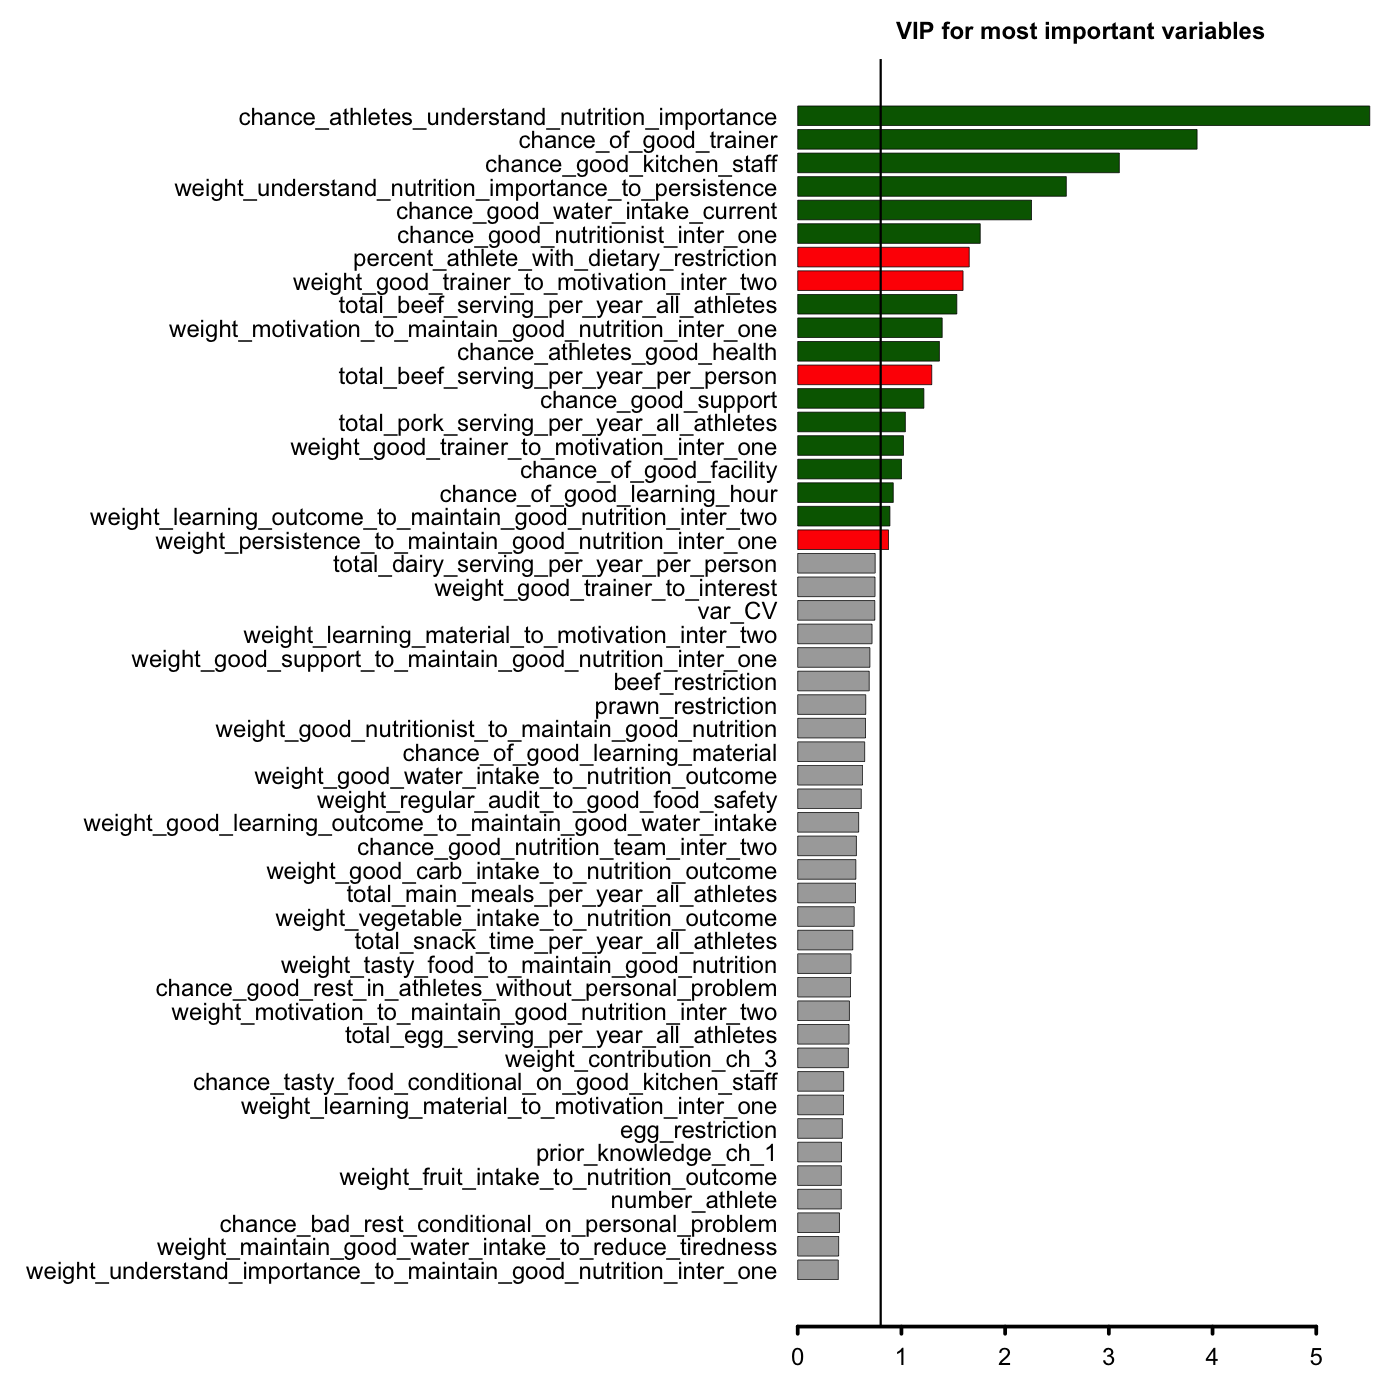 VIP for most important variables
chance_athletes_understand_nutrition_importance
chance_of_good_trainer
chance_good_kitchen_staff
weight_understand_nutrition_importance_to_persistence
chance_good_water_intake_current
chance_good_nutritionist_inter_one
percent_athlete_with_dietary_restriction
weight_good_trainer_to_motivation_inter_two
total_beef_serving_per_year_all_athletes
weight_motivation_to_maintain_good_nutrition_inter_one
chance_athletes_good_health
total_beef_serving_per_year_per_person
chance_good_support
total_pork_serving_per_year_all_athletes
weight_good_trainer_to_motivation_inter_one
chance_of_good_facility
chance_of_good_learning_hour
weight_learning_outcome_to_maintain_good_nutrition_inter_two
weight_persistence_to_maintain_good_nutrition_inter_one
total_dairy_serving_per_year_per_person
weight_good_trainer_to_interest
var_CV
weight_learning_material_to_motivation_inter_two
weight_good_support_to_maintain_good_nutrition_inter_one
beef_restriction
prawn_restriction
weight_good_nutritionist_to_maintain_good_nutrition
chance_of_good_learning_material
weight_good_water_intake_to_nutrition_outcome
weight_regular_audit_to_good_food_safety
weight_good_learning_outcome_to_maintain_good_water_intake
chance_good_nutrition_team_inter_two
weight_good_carb_intake_to_nutrition_outcome
total_main_meals_per_year_all_athletes
weight_vegetable_intake_to_nutrition_outcome
total_snack_time_per_year_all_athletes
weight_tasty_food_to_maintain_good_nutrition
chance_good_rest_in_athletes_without_personal_problem
weight_motivation_to_maintain_good_nutrition_inter_two
total_egg_serving_per_year_all_athletes
weight_contribution_ch_3
chance_tasty_food_conditional_on_good_kitchen_staff
weight_learning_material_to_motivation_inter_one
egg_restriction
prior_knowledge_ch_1
weight_fruit_intake_to_nutrition_outcome
number_athlete
chance_bad_rest_conditional_on_personal_problem
weight_maintain_good_water_intake_to_reduce_tiredness
weight_understand_importance_to_maintain_good_nutrition_inter_one
0 1 2 3 4 5